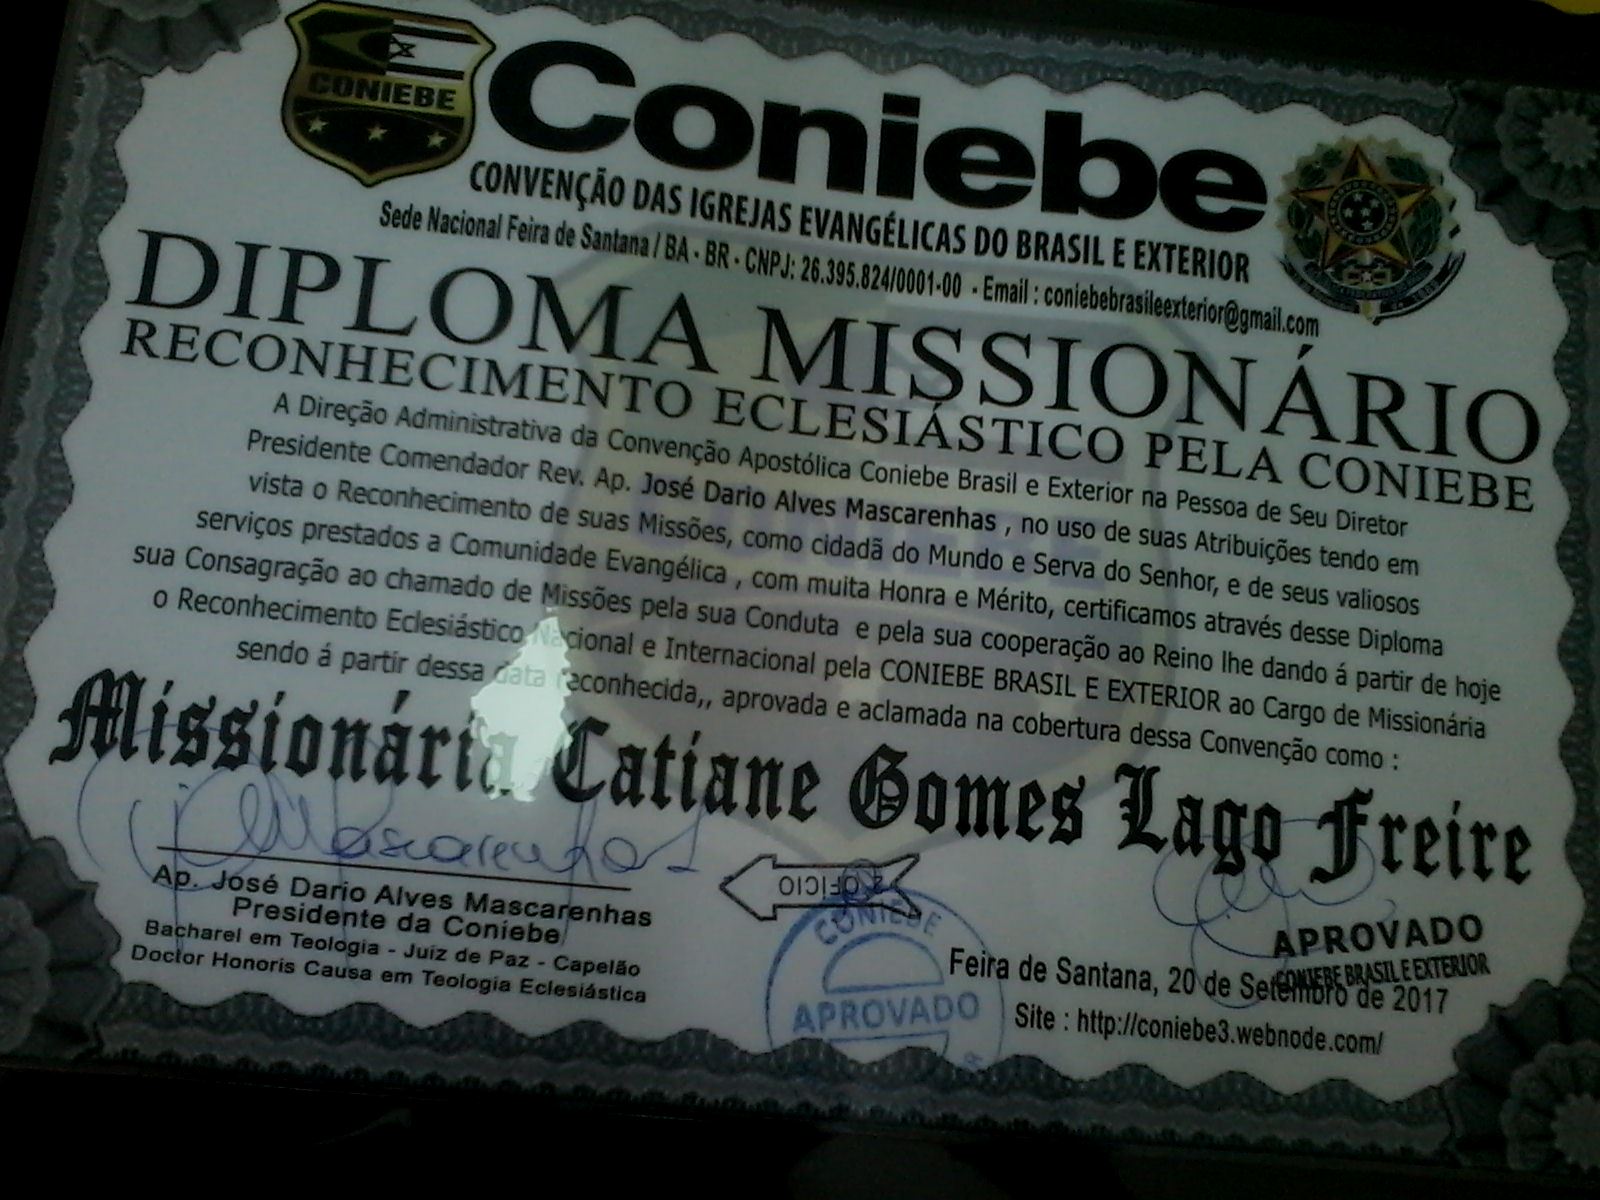 CONIEBE
Coniebe
CONVENÇÃO DAS IGREJAS EVANGÉLICAS DO BRASIL E EXTERIOR
Sede Nacional Feira de Santana / BA - BR - CNPJ: 26.395.824/0001-00 - Email : coniebebrasileexterior@gmail.com
DIPLOMA MISSIONÁRIO
RECONHECIMENTO ECLESIÁSTICO PELA CONIEBE
A Direção Administrativa da Convenção Apostólica Coniebe Brasil e Exterior na Pessoa de Seu Diretor
Presidente Comendador Rev. Ap. José Dario Alves Mascarenhas , no uso de suas Atribuições tendo em
vista o Reconhecimento de suas Missões, como cidadã do Mundo e Serva do Senhor, e de seus valiosos
serviços prestados a Comunidade Evangélica , com muita Honra e Mérito, certificamos através desse Diploma
sua Consagração ao chamado de Missões pela sua Conduta e pela sua cooperação ao Reino lhe dando á partir de hoje
o Reconhecimento Eclesiástico Nacional e Internacional pela CONIEBE BRASIL E EXTERIOR ao Cargo de Missionária
sendo á partir dessa data reconhecida,, aprovada e aclamada na cobertura dessa Convenção como :
Missionária Catiane Gomes Lago Freire
Mascarenhas
Ap. José Dario Alves Mascarenhas
Presidente da Coniebe
Bacharel em Teologia - Juiz de Paz - Capelão
Doctor Honoris Causa em Teologia Eclesiástica
2 OFICIO
CONIEBE
APROVADO
APROVADO
CONIEBE BRASIL E EXTERIOR
Feira de Santana, 20 de Setembro de 2017
Site : http://coniebe3.webnode.com/